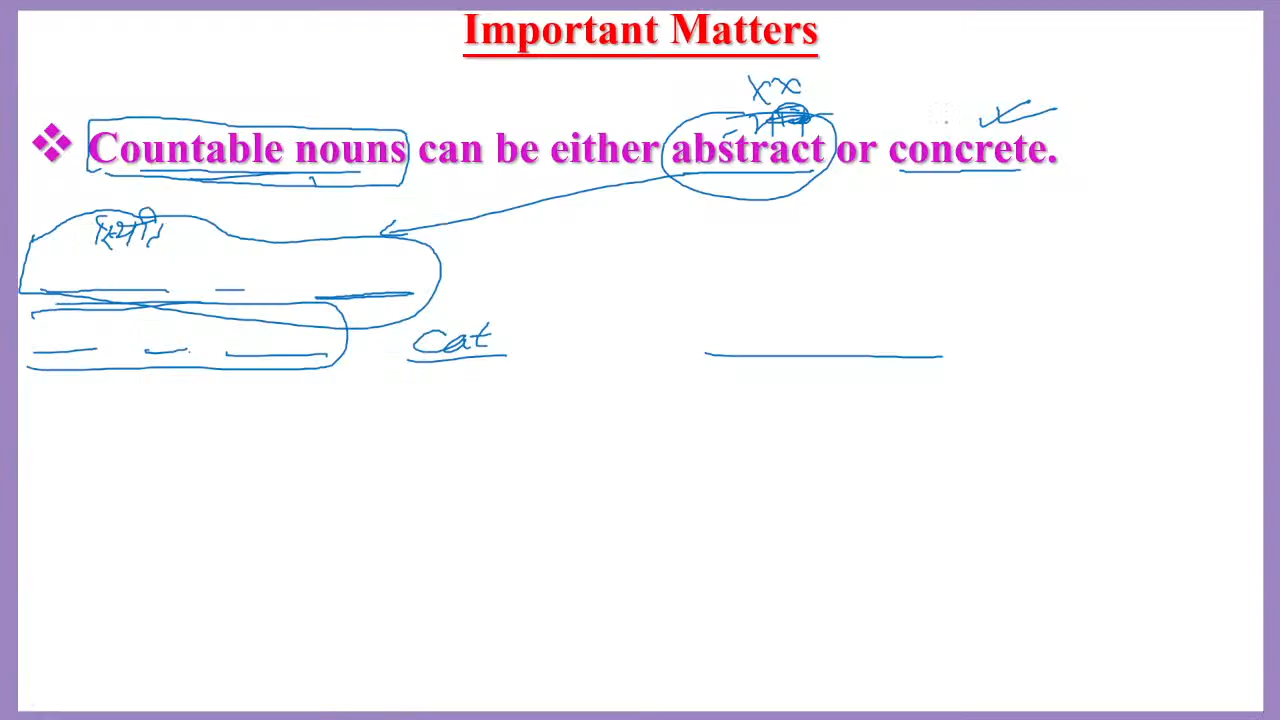 Important Matters
❖ Countable nouns can be either abstract or concrete.
cat